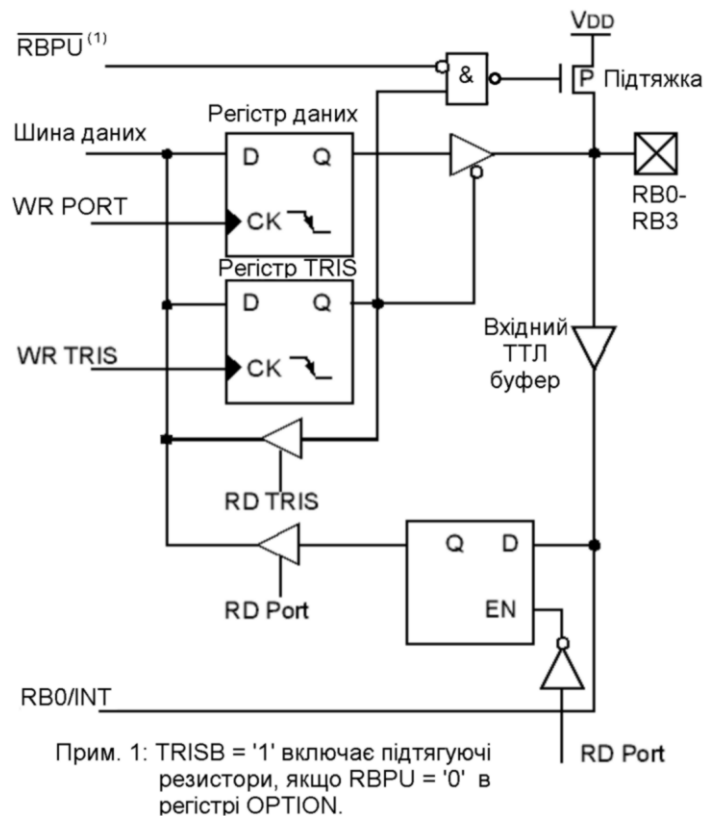 RBPU (1)
VDD
&
P Підтяжка
Регістр даних
Шина даних
D Q
WR PORT
CK
RB0-
RB3
Регістр TRIS
D Q
WR TRIS
CK
Вхідний
ТТЛ
буфер
RD TRIS
Q D
EN
RD Port
RB0/INT
RD Port
Прим. 1: TRISB = '1' включає підтягуючі
резистори, якщо RBPU = '0' в
регістрі OPTION.